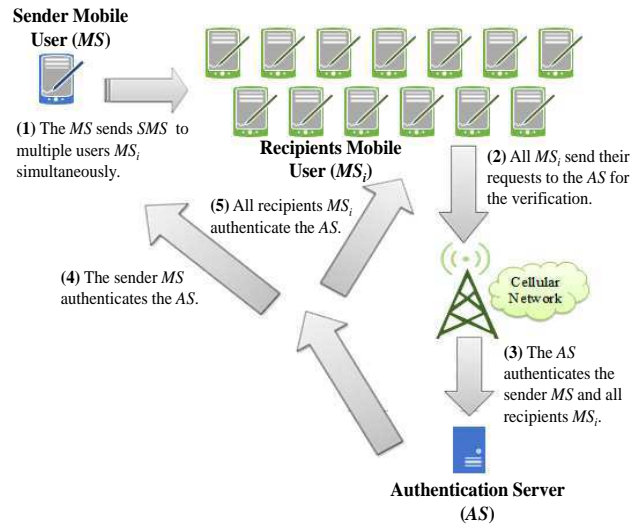 Sender Mobile
User (MS)
(1) The MS sends SMS to
multiple users MSi
simultaneously.
Recipients Mobile
User (MSi)
(2) All MSi send their
requests to the AS for
the verification.
(5) All recipients MSi
authenticate the AS.
(4) The sender MS
authenticates the AS.
Cellular
Network
(3) The AS
authenticates the
sender MS and all
recipients MSi.
Authentication Server
(AS)